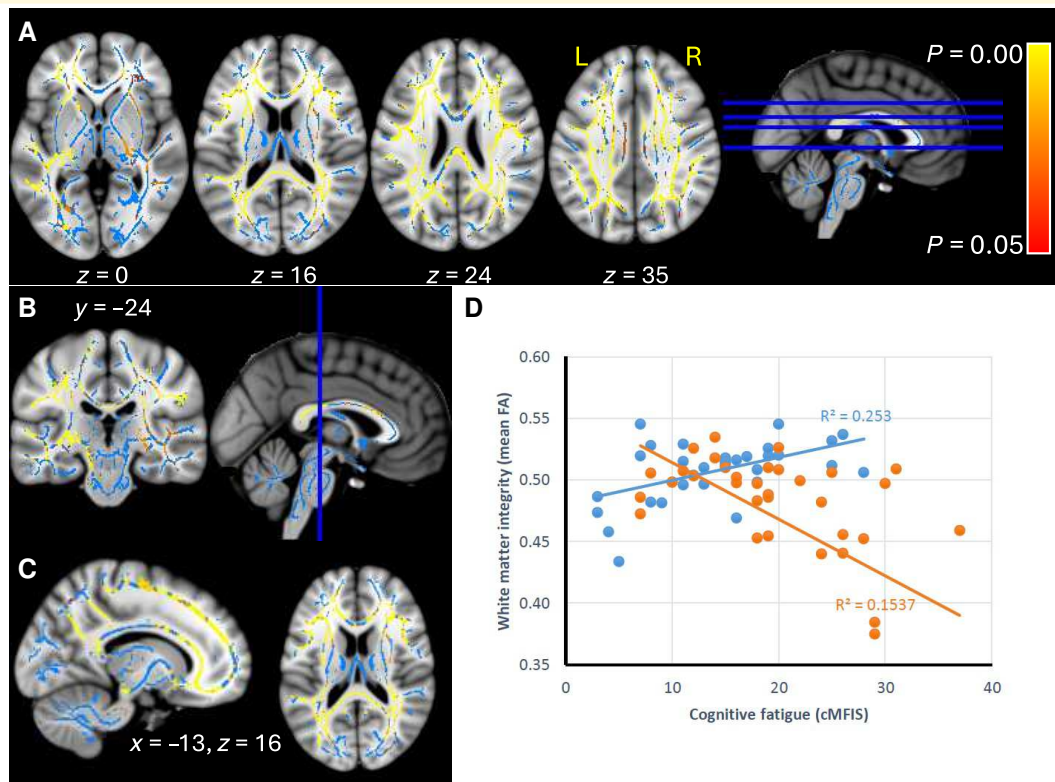 A
L
R
P = 0.00
P = 0.05
z = 0
z = 16
z = 24
z = 35
B
y = –24
C
x = –13, z = 16
D
0.60
0.55
0.50
0.45
0.40
0.35
White matter integrity (mean FA)
R² = 0.253
R² = 0.1537
0
10
20
30
40
Cognitive fatigue (cMFIS)